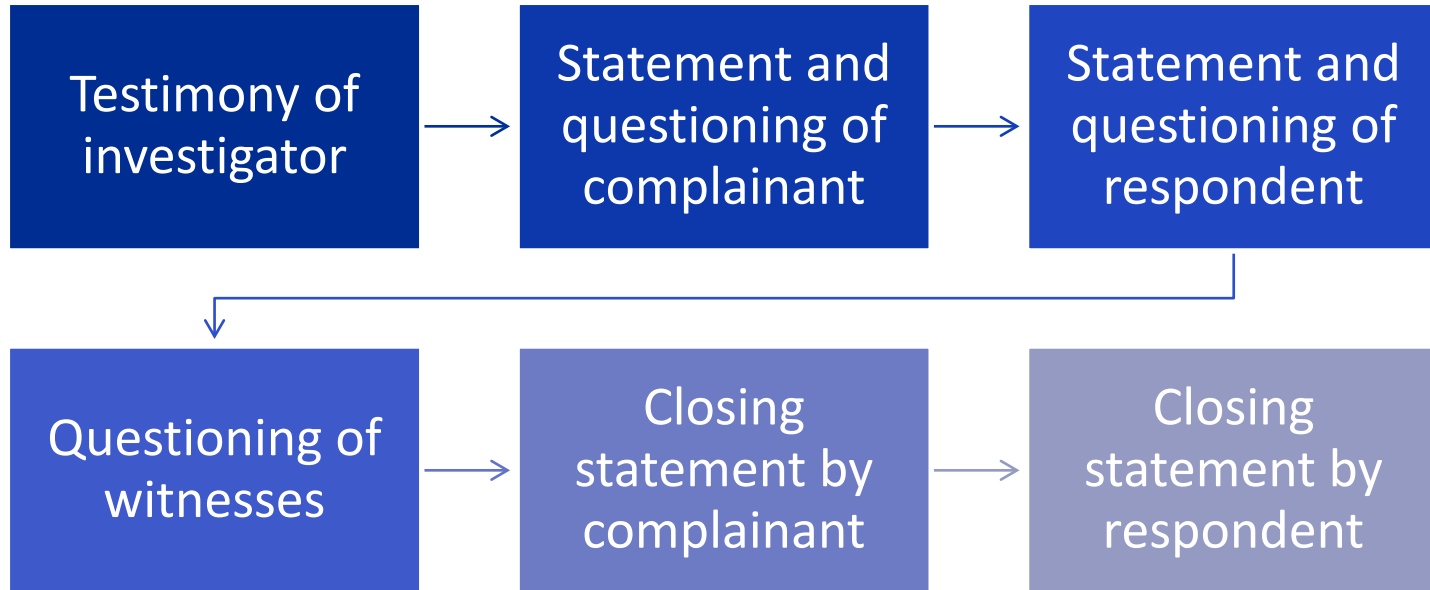 Testimony of
investigator
Statement and
questioning of
complainant
Statement and
questioning of
respondent
Questioning of
witnesses
Closing
statement by
complainant
Closing
statement by
respondent